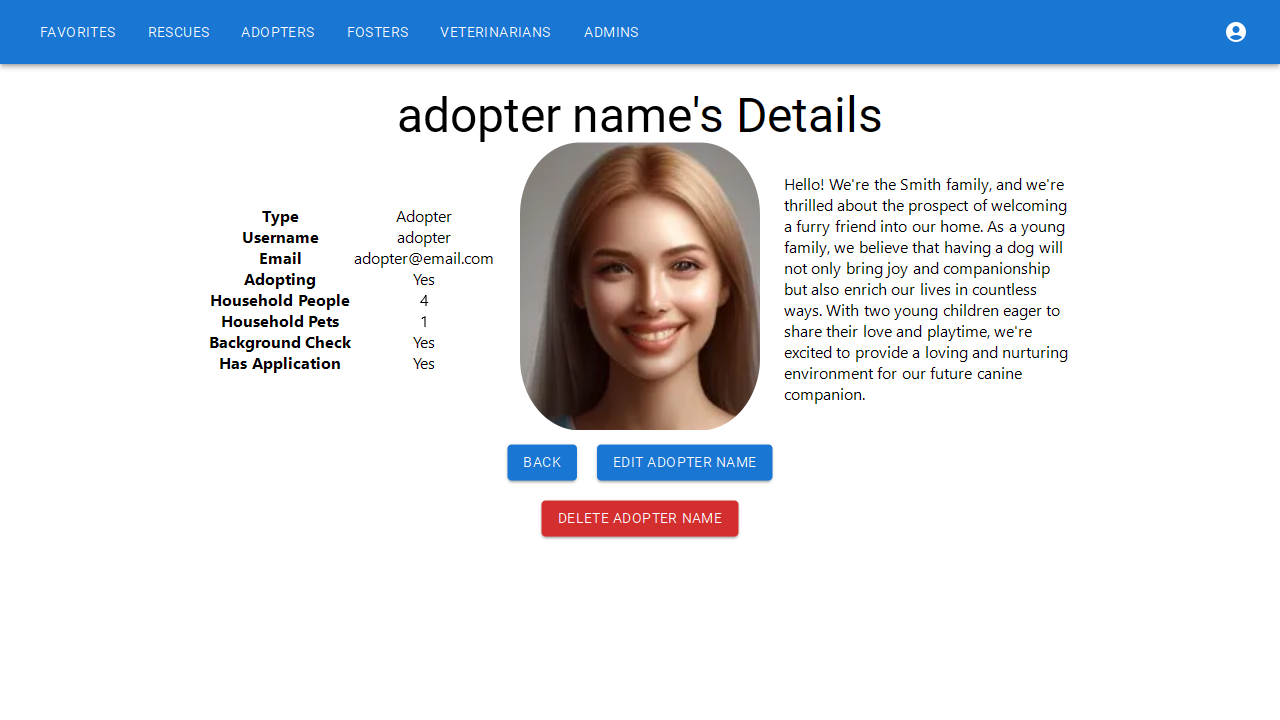 FAVORITES RESCUES ADOPTERS FOSTERS VETERINARIANS ADMINS
adopter name's Details
Type Adopter
Username adopter
Email adopter@email.com
Adopting Yes
Household People 4
Household Pets 1
Background Check Yes
Has Application Yes
Hello! We're the Smith family, and we're
thrilled about the prospect of welcoming
a furry friend into our home. As a young
family, we believe that having a dog will
not only bring joy and companionship
but also enrich our lives in countless
ways. With two young children eager to
share their love and playtime, we're
excited to provide a loving and nurturing
environment for our future canine
companion.
BACK EDIT ADOPTER NAME
DELETE ADOPTER NAME